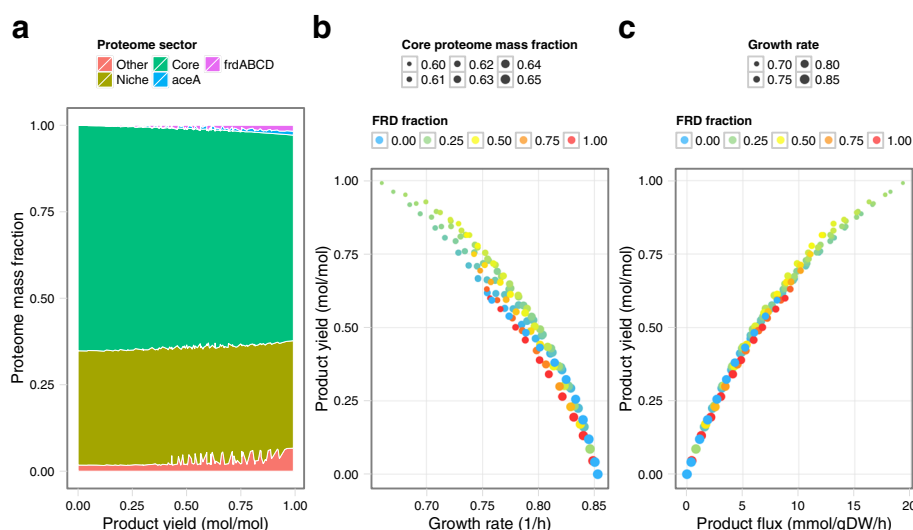 a
Proteome sector
Other Core frdABCD
Niche aceA
1.00
0.75
0.50
0.25
0.00
Proteome mass fraction
0.00 0.25 0.50 0.75 1.00
Product yield (mol/mol)
b
Core proteome mass fraction
0.60 0.62 0.64
0.61 0.63 0.65
FRD fraction
0.00 0.25 0.50 0.75 1.00
1.00
0.75
0.50
0.25
0.00
Product yield (mol/mol)
0.70 0.75 0.80 0.85
Growth rate (1/h)
c
Growth rate
0.70 0.80
0.75 0.85
FRD fraction
0.00 0.25 0.50 0.75 1.00
1.00
0.75
0.50
0.25
0.00
Product yield (mol/mol)
0 5 10 15 20
Product flux (mmo/gDW/h)